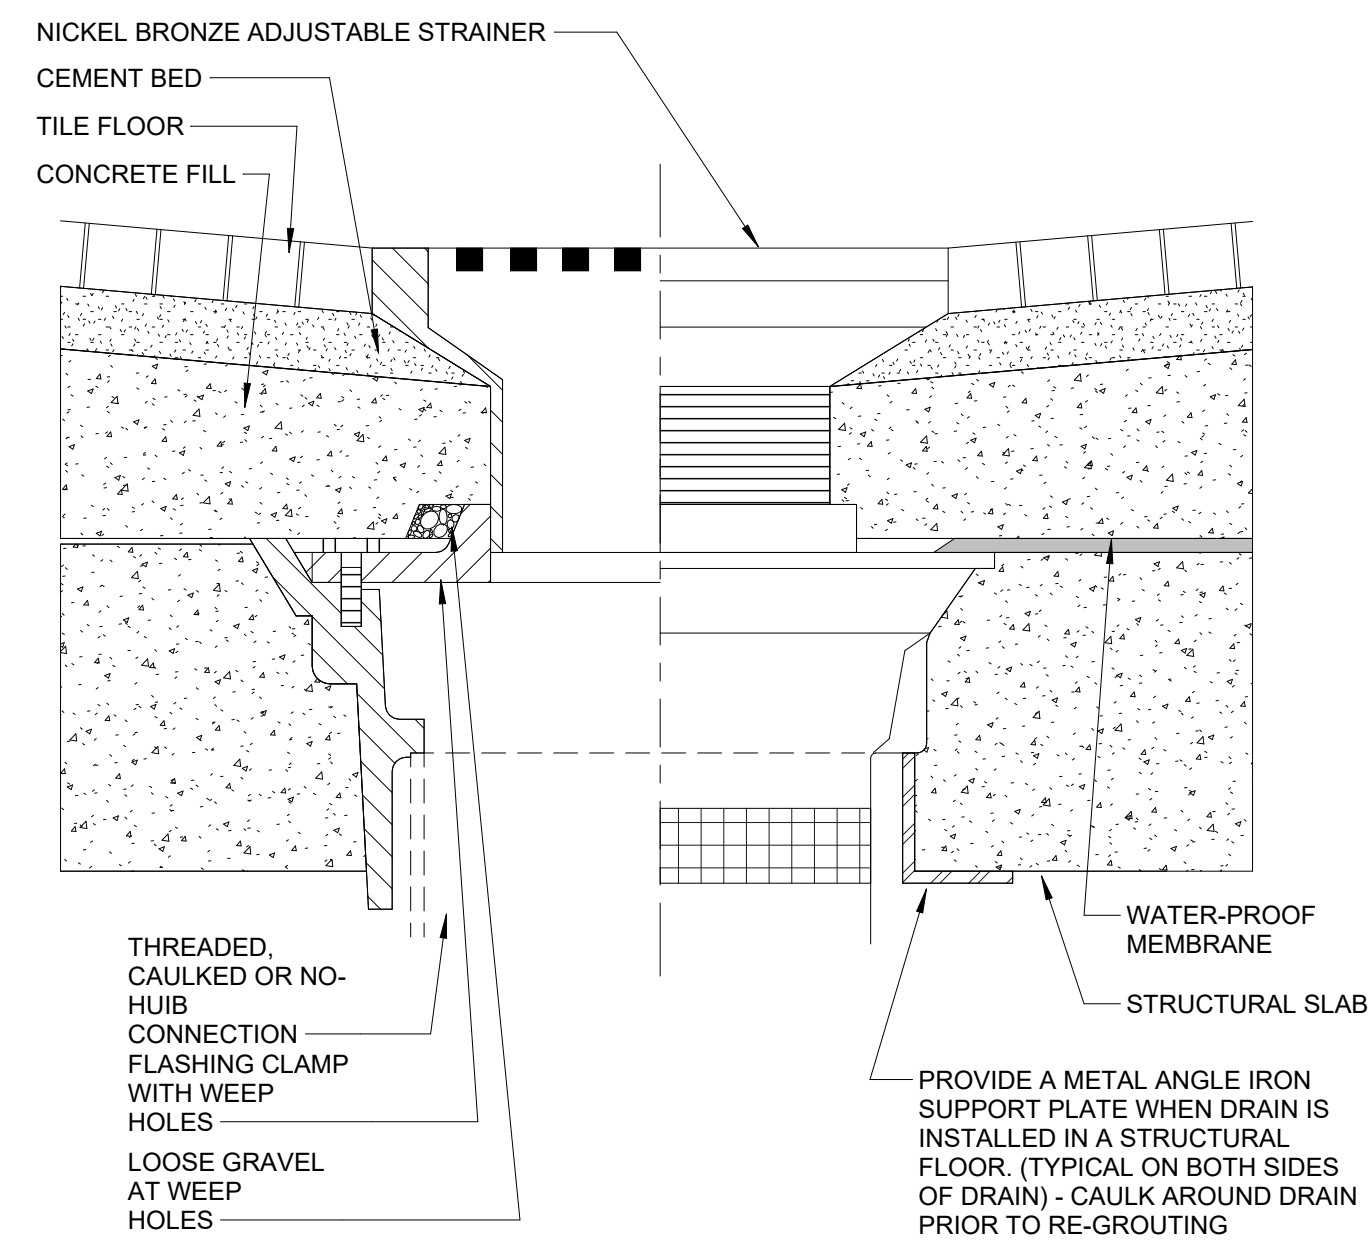 NICKEL BRONZE ADJUSTABLE STRAINER
CEMENT BED
TILE FLOOR
CONCRETE FILL
THREADED,
CAULKED OR NO-
HUIB
CONNECTION
FLASHING CLAMP
WITH WEEP
HOLES
LOOSE GRAVEL
AT WEEP
HOLES
WATER-PROOF
MEMBRANE
STRUCTURAL SLAB
PROVIDE A METAL ANGLE IRON
SUPPORT PLATE WHEN DRAIN IS
INSTALLED IN A STRUCTURAL
FLOOR. (TYPICAL ON BOTH SIDES
OF DRAIN) - CAULK AROUND DRAIN
PRIOR TO RE-GROUTING